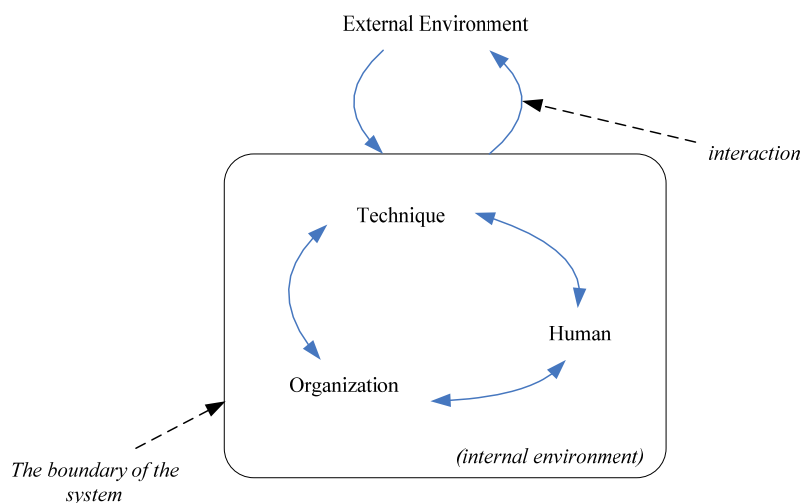 External Environment
interaction
Technique
Human
Organization
(internal environment)
The boundary of the
system